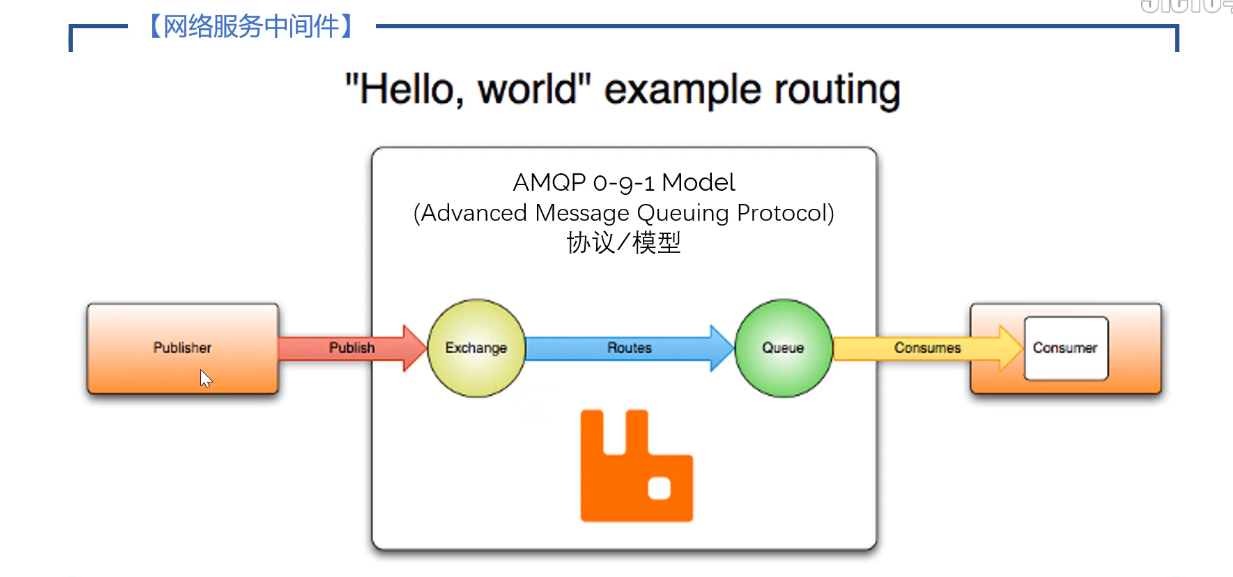 【网络服务中间件】
"Hello, world" example routing
AMQP 0-9-1 Model
(Advanced Message Queuing Protocol)
协议/模型
Publisher
Publish
Exchange
Routes
Queue
Consumes
Consumer